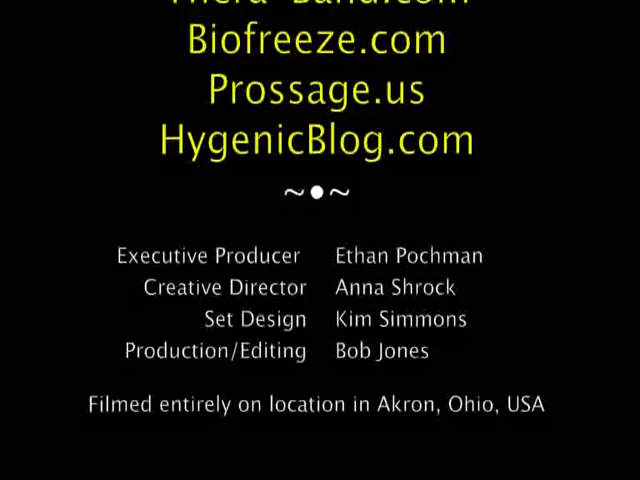 Biofreeze.com
Prossage.us
HygenicBlog.com
~●~
Executive Producer Ethan Pochman
Creative Director Anna Shrock
Set Design Kim Simmons
Production/Editing Bob Jones
Filmed entirely on location in Akron, Ohio, USA